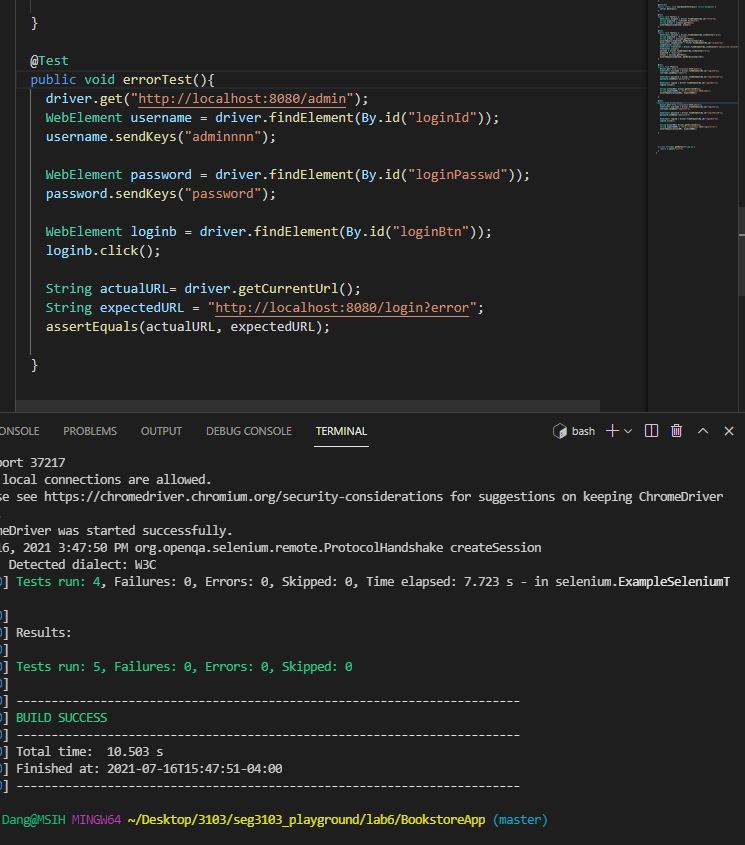 }
@Test
public void errorTest(){
driver.get("http://localhost:8080/admin");
WebElement username = driver.findElement(By.id("loginId"));
username.sendKeys("adminnnn");
WebElement password = driver.findElement(By.id("loginPasswd"));
password.sendKeys("password");
WebElement loginb = driver.findElement(By.id("loginBtn"));
loginb.click();
String actualURL= driver.getCurrentUrl();
String expectedURL = "http://localhost:8080/login?error";
assertEquals(actualURL, expectedURL);
}
ONSOLE PROBLEMS OUTPUT DEBUG CONSOLE TERMINAL bash
ort 37217
local connections are allowed.
se see https://chromedriver.chromium.org/security-considerations for suggestions on keeping ChromeDriver
.
meDriver was started successfully.
16, 2021 3:47:50 PM org.openqa.selenium.remote.ProtocolHandshake createSession
Detected dialect: W3C
] Tests run: 4, Failures: 0, Errors: 0, Skipped: 0, Time elapsed: 7.723 s - in selenium.ExampleSeleniumT
]
] Results:
]
] Tests run: 5, Failures: 0, Errors: 0, Skipped: 0
]
] ------------------------------------------------------------------------
] BUILD SUCCESS
] ------------------------------------------------------------------------
] Total time:  10.503 s
] Finished at: 2021-07-16T15:47:51-04:00
] ------------------------------------------------------------------------
Dang@MSIH MINGW64 ~/Desktop/3103/seg3103_playground/lab6/BookstoreApp (master)